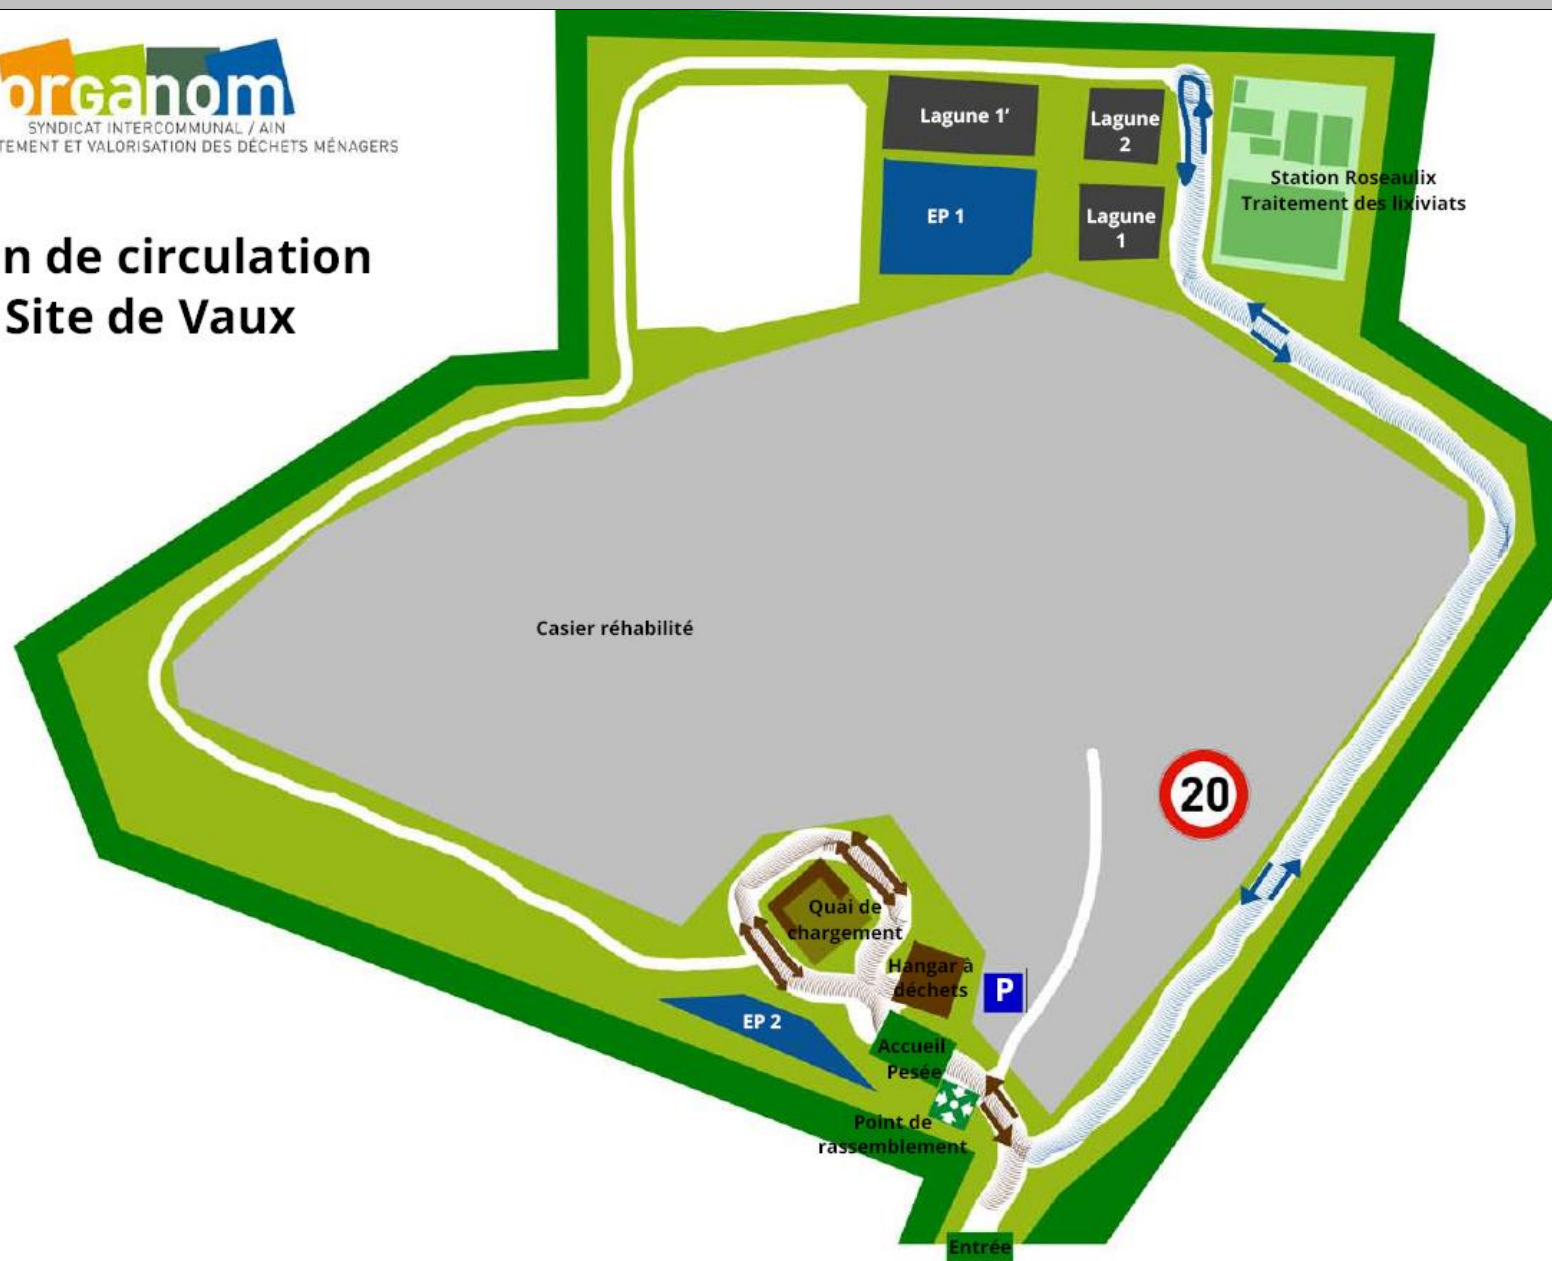 organom
SYNDICAT INTERCOMMUNAL / AIN
TEMENT ET VALORISATION DES DÉCHETS MÉNAGERS
n de circulation
Site de Vaux
Lagune 1'
Lagune
2
EP 1
Lagune
1
Station Roseaulix
Traitement des lixiviats
Casier réhabilité
20
Quai de
chargement
Hangar à
déchets
P
EP 2
Accueil
Pesée
Point de
rassemblement
Entrée